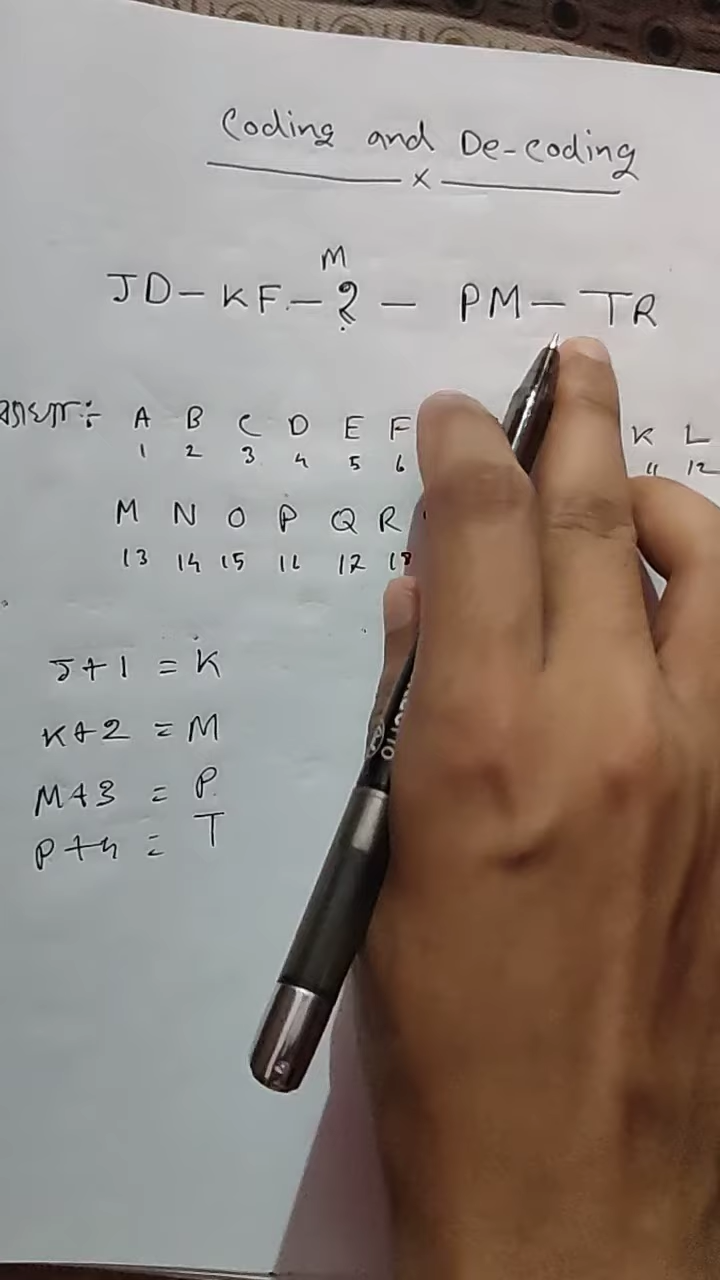 Coding and De-coding
x
M
JD - KF - ? - PM - TR
A B C D E F K L
1 2 3 4 5 6 11 12
M N O P Q R
13 14 15 16 17 18
J+1 = K
K+2 = M
M+3 = P
P+4 = T